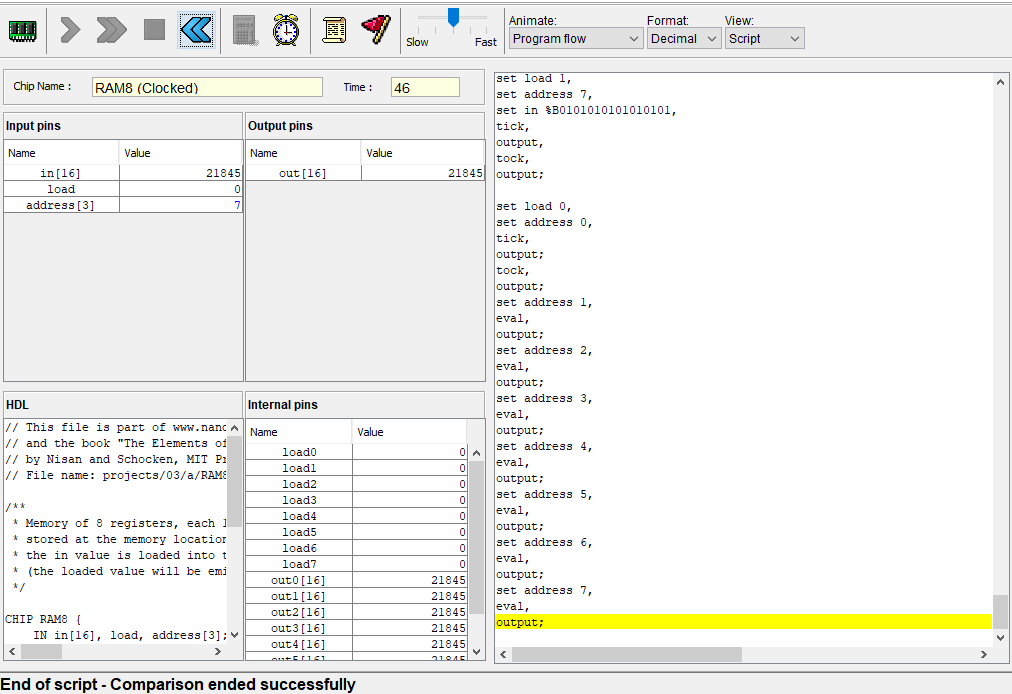 Slow Fast
Animate: Format: View:
Program flow Decimal Script
Chip Name : RAM8 (Clocked) Time : 46
Input pins
Name Value
in[16] 21845
load 0
address[3] 7
Output pins
Name Value
out[16] 21845
HDL
// This file is part of www.nand
// and the book "The Elements of
// by Nisan and Schocken, MIT Pr
// File name: projects/03/a/RAM8
/**
* Memory of 8 registers, each 1
* stored at the memory location
* the in value is loaded into t
* (the loaded value will be emi
*/
CHIP RAM8 {
IN in[16], load, address[3];
Internal pins
Name Value
load0 0
load1 0
load2 0
load3 0
load4 0
load5 0
load6 0
load7 0
out0[16] 21845
out1[16] 21845
out2[16] 21845
out3[16] 21845
out4[16] 21845
out5[16] 21845
set load 1,
set address 7,
set in %B0101010101010101,
tick,
output,
tock,
output;
set load 0,
set address 0,
tick,
output;
tock,
output;
set address 1,
eval,
output;
set address 2,
eval,
output;
set address 3,
eval,
output;
set address 4,
eval,
output;
set address 5,
eval,
output;
set address 6,
eval,
output;
set address 7,
eval,
output;
End of script - Comparison ended successfully